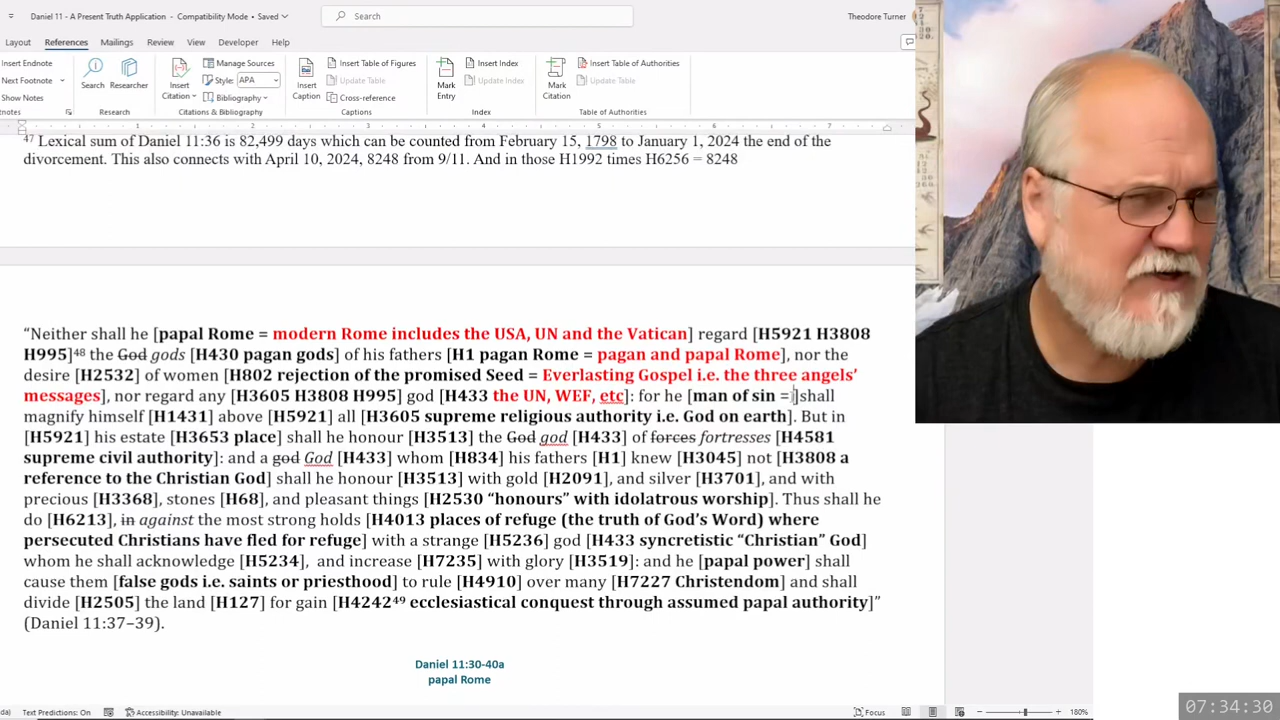 Daniel 11 - A Present Truth Application - Compatibility Mode • Saved
Search
Theodore Turner
Layout References Mailings Review View Developer Help
Insert Endnote
Next Footnote
Show Notes
Search
Researcher
Research
Insert Citation
Manage Sources
Style: APA
Bibliography
Citations & Bibliography
Insert Caption
Insert Table of Figures
Update Table
Cross-reference
Captions
Mark Entry
Insert Index
Update Table
Index
Mark Citation
Insert Table of Authorities
Update Table
Table of Authorities
47 Lexical sum of Daniel 11:36 is 82,499 days which can be counted from February 15, 1798 to January 1, 2024 the end of the
divorcement. This also connects with April 10, 2024, 8248 from 9/11. And in those H1992 times H6256 = 8248
“Neither shall he [papal Rome = modern Rome includes the USA, UN and the Vatican] regard [H5921 H3808
H995]48 the God gods [H430 pagan gods] of his fathers [H1 pagan Rome = pagan and papal Rome], nor the
desire [H2532] of women [H802 rejection of the promised Seed = Everlasting Gospel i.e. the three angels’
messages], nor regard any [H3605 H3808 H995] god [H433 the UN, WEF, etc]: for he [man of sin = ]shall
magnify himself [H1431] above [H5921] all [H3605 supreme religious authority i.e. God on earth]. But in
[H5921] his estate [H3653 place] shall he honour [H3513] the God god [H433] of forces fortresses [H4581
supreme civil authority]: and a god God [H433] whom [H834] his fathers [H1] knew [H3045] not [H3808 a
reference to the Christian God] shall he honour [H3513] with gold [H2091], and silver [H3701], and with
precious [H3368], stones [H68], and pleasant things [H2530 “honours” with idolatrous worship]. Thus shall he
do [H6213], in against the most strong holds [H4013 places of refuge (the truth of God’s Word) where
persecuted Christians have fled for refuge] with a strange [H5236] god [H433 syncretistic “Christian” God]
whom he shall acknowledge [H5234], and increase [H7235] with glory [H3519]: and he [papal power] shall
cause them [false gods i.e. saints or priesthood] to rule [H4910] over many [H7227 Christendom] and shall
divide [H2505] the land [H127] for gain [H424249 ecclesiastical conquest through assumed papal authority]”
(Daniel 11:37–39).
Daniel 11:30-40a
papal Rome
Text Predictions: On Accessibility: Unavailable Focus 180%
07:34:30